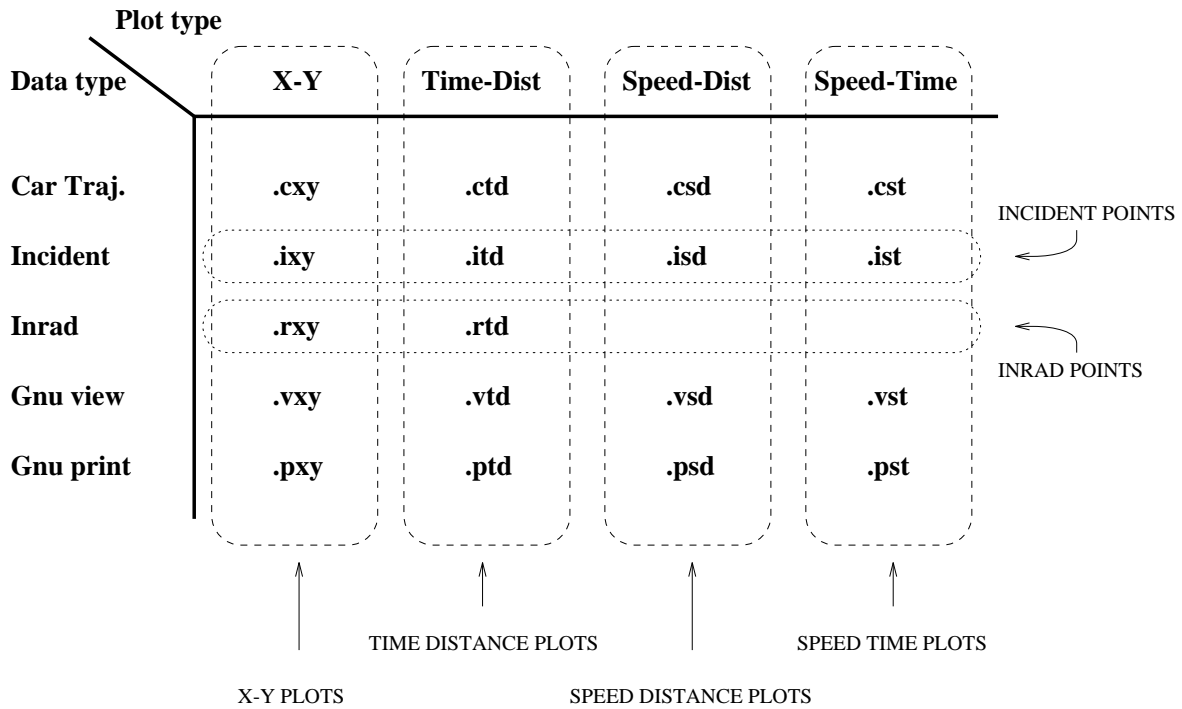 Plot type
Data type X-Y Time-Dist Speed-Dist Speed-Time
Car Traj. .cxy .ctd .csd .cst
INCIDENT POINTS
Incident .ixy .itd .isd .ist
Inrad .rxy .rtd
INRAD POINTS
Gnu view .vxy .vtd .vsd .vst
Gnu print .pxy .ptd .psd .pst
TIME DISTANCE PLOTS SPEED TIME PLOTS
X-Y PLOTS SPEED DISTANCE PLOTS